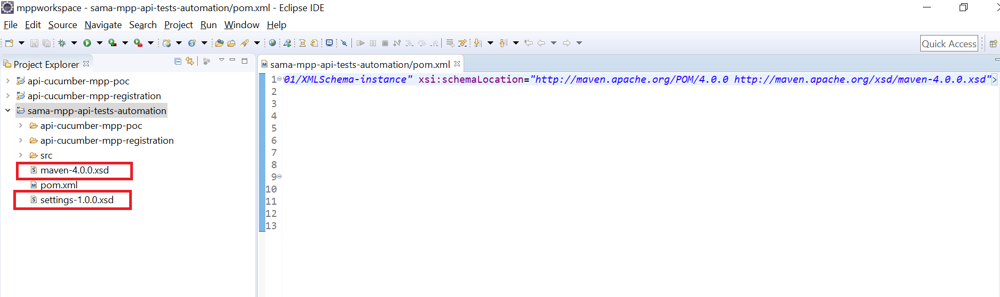 mppworkspace - sama-mpp-api-tests-automation/pom.xml - Eclipse IDE
File Edit Source Navigate Search Project Run Window Help
Quick Access
Project Explorer
api-cucumber-mpp-poc
api-cucumber-mpp-registration
sama-mpp-api-tests-automation
api-cucumber-mpp-poc
api-cucumber-mpp-registration
src
maven-4.0.0.xsd
pom.xml
settings-1.0.0.xsd
sama-mpp-api-tests-automation/pom.xml
1 01/XMLSchema-instance" xsi:schemaLocation="http://maven.apache.org/POM/4.0.0 http://maven.apache.org/xsd/maven-4.0.0.xsd">
2
3
4
5
6
7
8
9
10
11
12
13